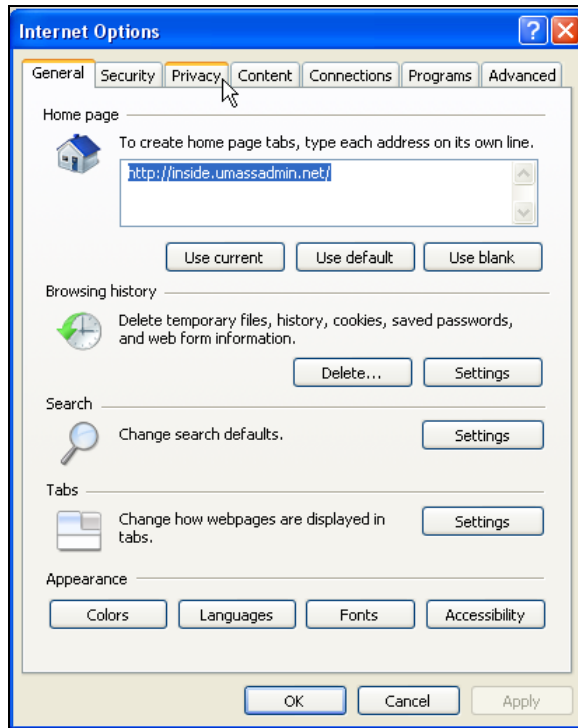 Internet Options
General Security Privacy Content Connections Programs Advanced
Home page
To create home page tabs, type each address on its own line.
http://inside.umassadmin.net/
Use current Use default Use blank
Browsing history
Delete temporary files, history, cookies, saved passwords,
and web form information.
Delete... Settings
Search
Change search defaults. Settings
Tabs
Change how webpages are displayed in
tabs. Settings
Appearance
Colors Languages Fonts Accessibility
OK Cancel Apply